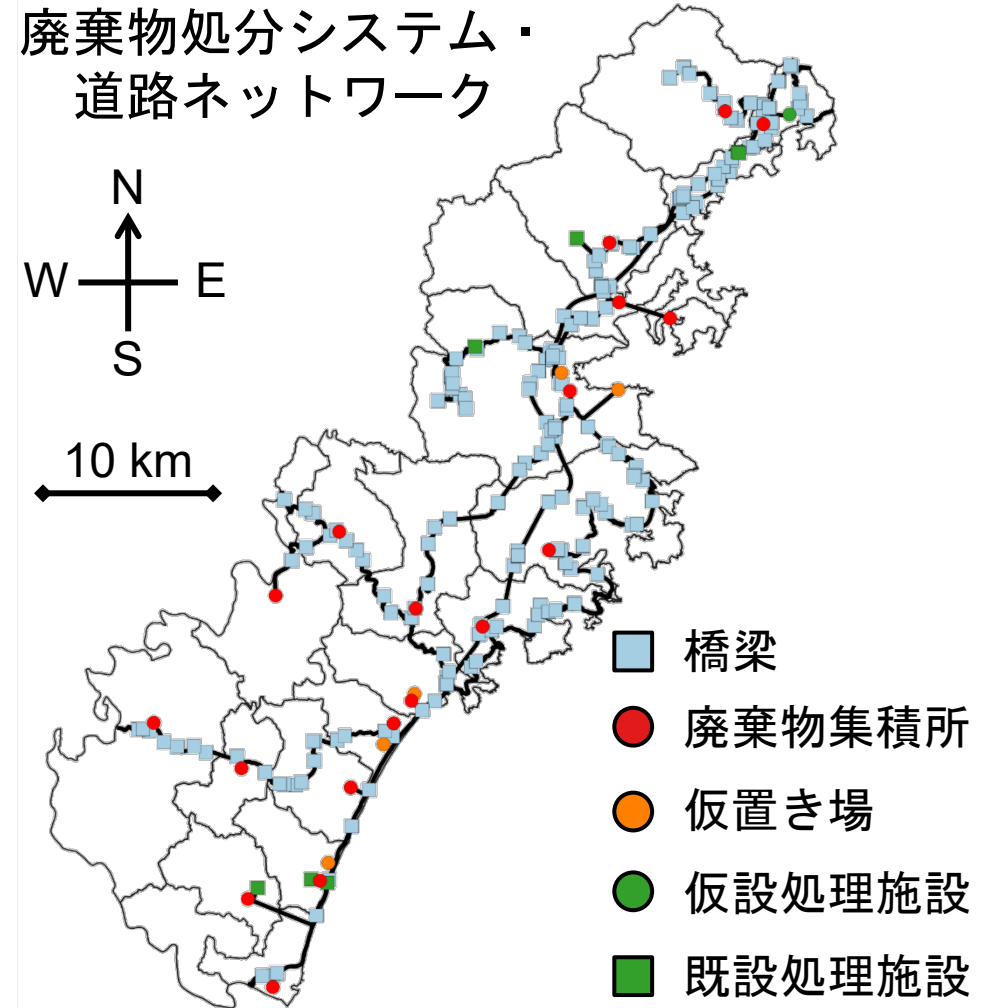 廃棄物処分システム・
道路ネットワーク
N
W
E
S
10 km
橋梁
廃棄物集積所
仮置き場
仮設処理施設
既設処理施設